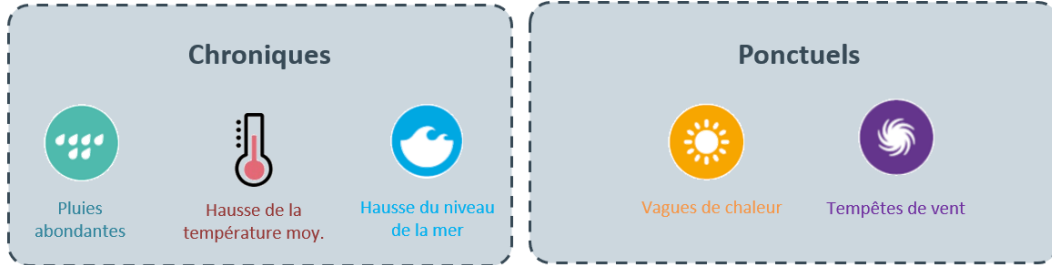 Chroniques
Pluies
abondantes
Hausse de la
température moy.
Hausse du niveau
de la mer
Ponctuels
Vagues de chaleur
Tempêtes de vent